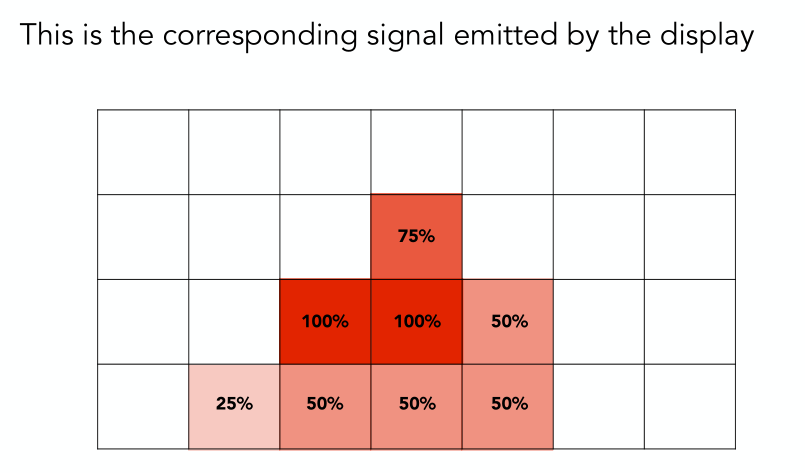 This is the corresponding signal emitted by the display
75%
100% 100% 50%
25% 50% 50% 50%